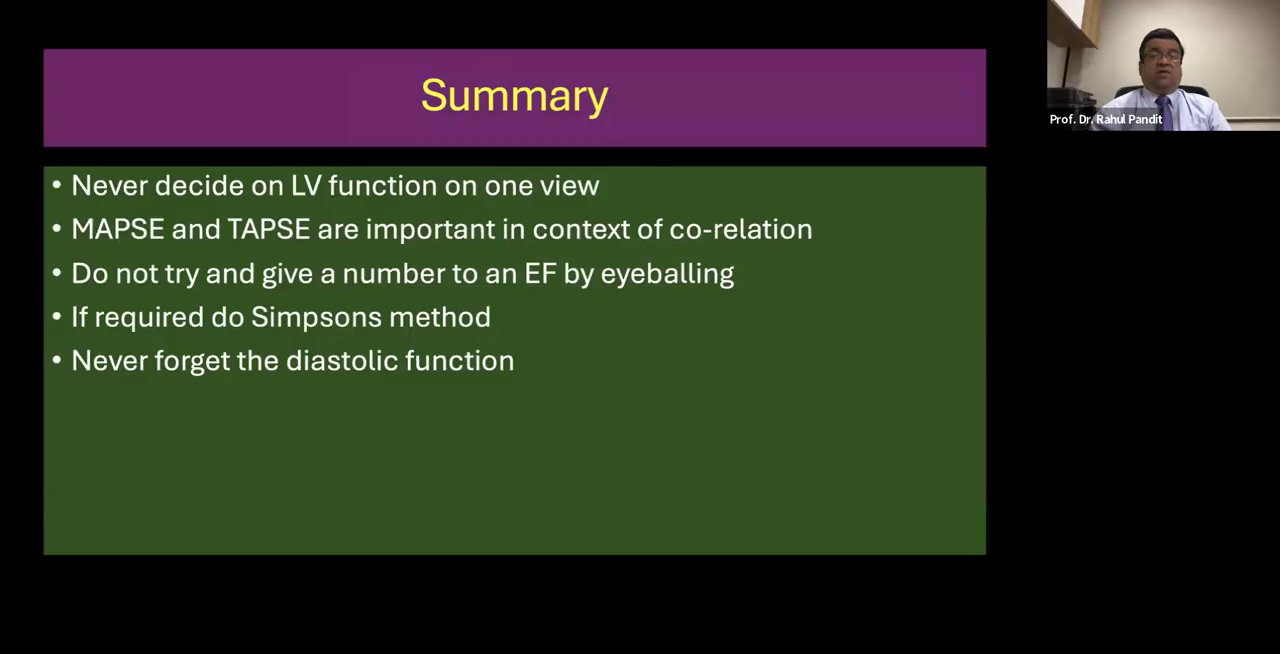 Summary
• Never decide on LV function on one view
• MAPSE and TAPSE are important in context of co-relation
• Do not try and give a number to an EF by eyeballing
• If required do Simpsons method
• Never forget the diastolic function
Prof. Dr. Rahul Pandit